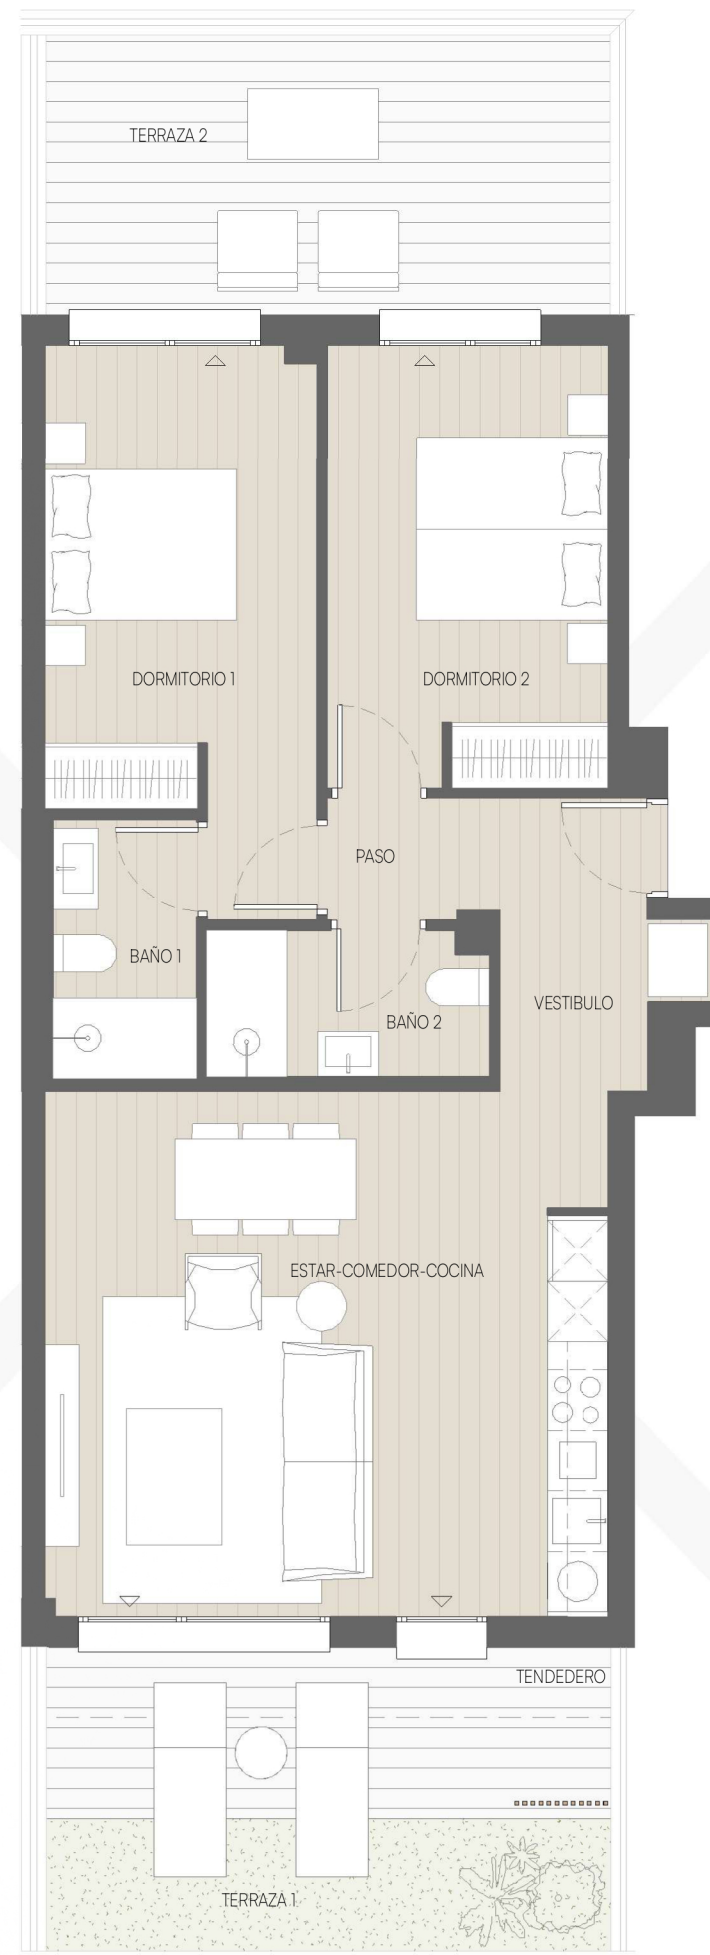 TERRAZA 2
DORMITORIO 1
DORMITORIO 2
PASO
BAÑO 1
VESTIBULO
BAÑO 2
ESTAR-COMEDOR-COCINA
TENDEDERO
TERRAZA 1